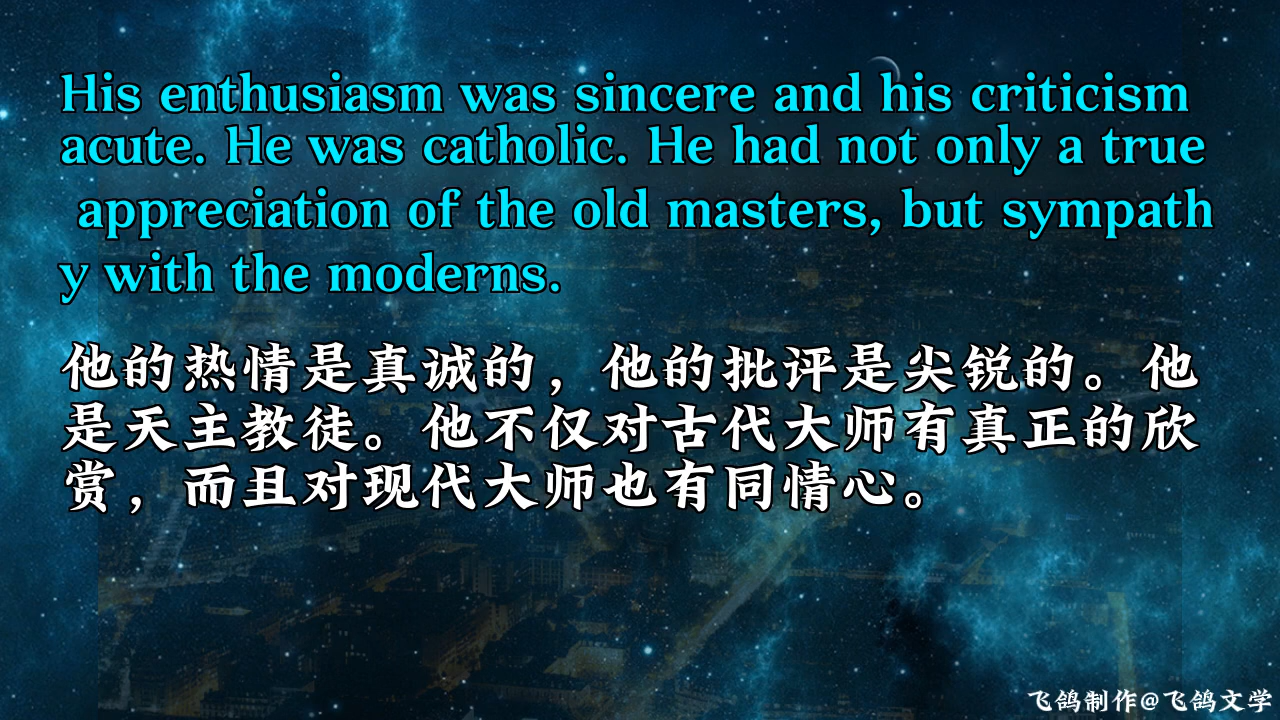 His enthusiasm was sincere and his criticism
acute. He was catholic. He had not only a true
appreciation of the old masters, but sympath
y with the moderns.
他的热情是真诚的，他的批评是尖锐的。他
是天主教徒。他不仅对古代大师有真正的欣
赏，而且对现代大师也有同情心。
飞鸽制作@飞鸽文学